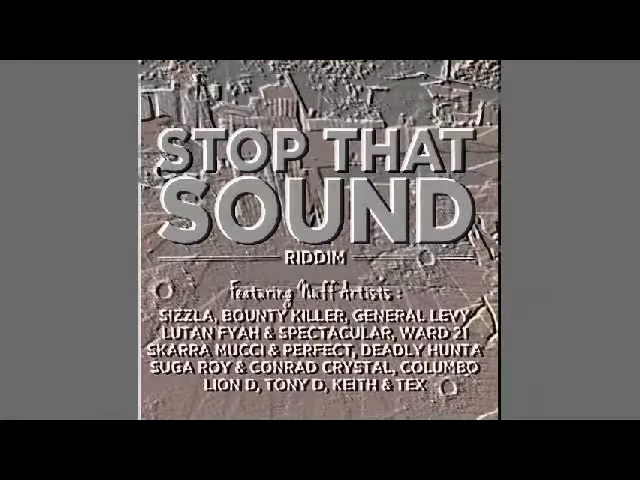 STOP THAT
SOUND
RIDDIM
Featuring Nuff Artists :
SIZZLA, BOUNTY KILLER, GENERAL LEVY
LUTAN FYAH & SPECTACULAR, WARD 21
SKARRA MUCCI & PERFECT, DEADLY HUNTA
SUGA ROY & CONRAD CRYSTAL, COLUMBO
LION D, TONY D, KEITH & TEX